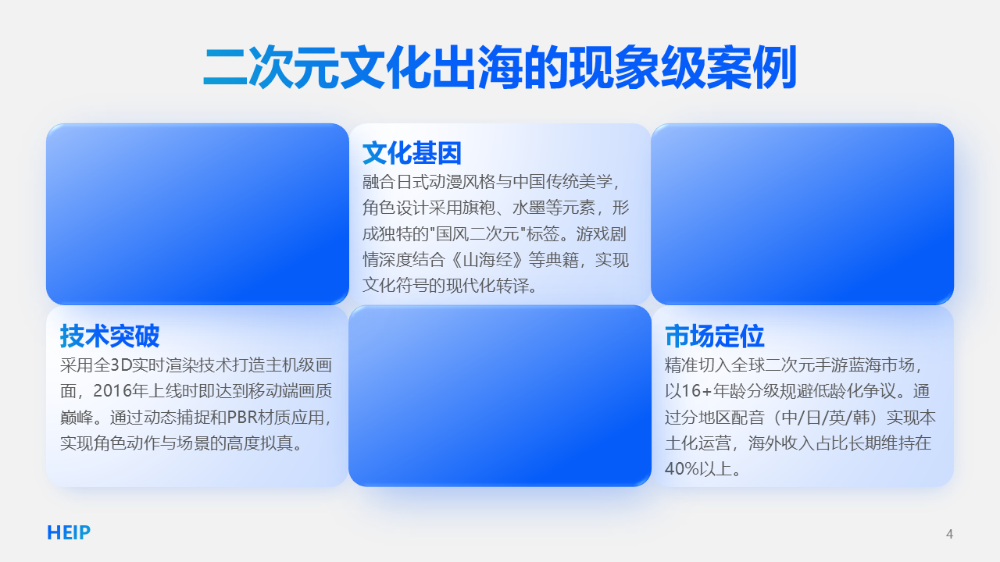 二次元文化出海的现象级案例
文化基因
融合日式动漫风格与中国传统美学，
角色设计采用旗袍、水墨等元素，形
成独特的"国风二次元"标签。游戏剧
情深度结合《山海经》等典籍，实现
文化符号的现代化转译。
技术突破
采用全3D实时渲染技术打造主机级画
面，2016年上线时即达到移动端画质
巅峰。通过动态捕捉和PBR材质应用，
实现角色动作与场景的高度拟真。
市场定位
精准切入全球二次元手游蓝海市场，
以16+年龄分级规避低龄化争议。通
过分地区配音（中/日/英/韩）实现本
土化运营，海外收入占比长期维持在
40%以上。
HEIP
4